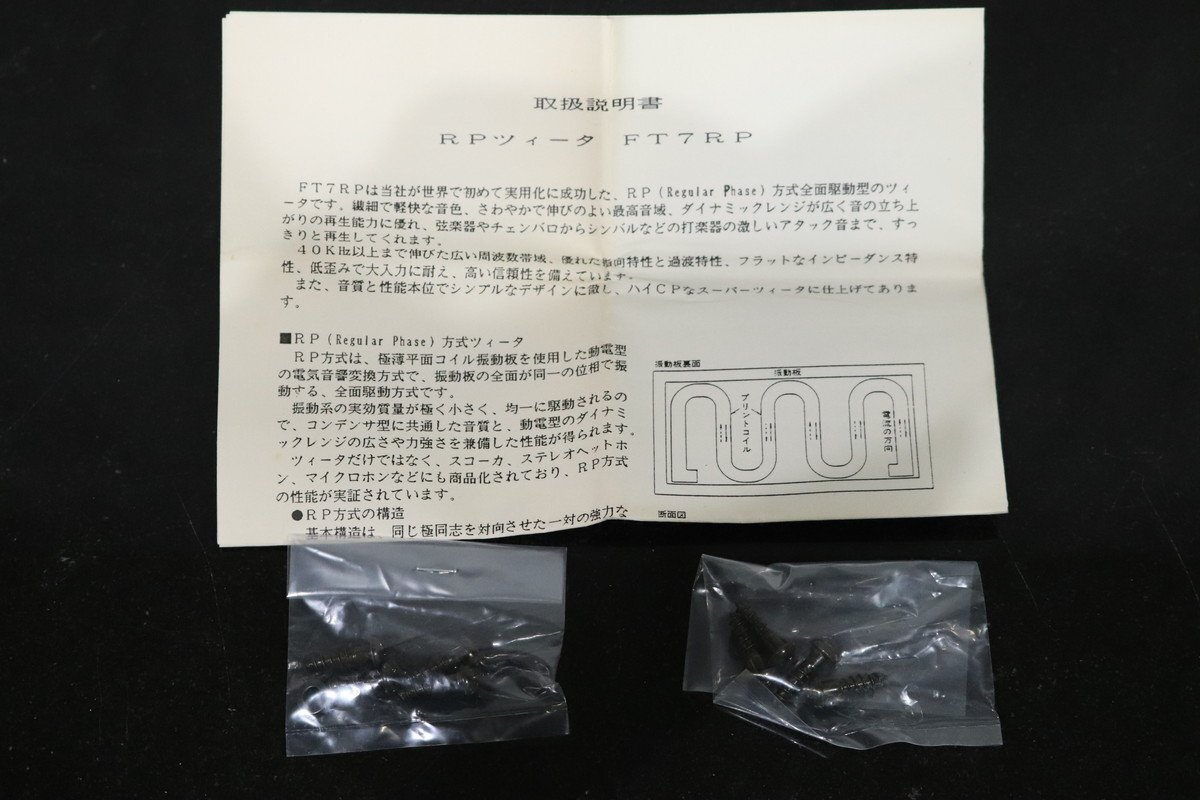 取扱説明書
RPツィータ FT7RP
FT7RPは当社が世界で初めて実用化に成功した、RP(Regular Phase)方式全面駆動型のツィ
ータです。繊細で軽快な音色、さわやかで伸びのよい最高音域、ダイナミックレンジが広く音の立ち上
がりの再生能力に優れ、弦楽器やチェンバロからシンバルなどの打楽器の激しいアタック音まで、すっ
きりと再生してくれます。
40KHz以上まで伸びた広い周波数帯域、優れた指向特性と過渡特性、フラットなインピーダンス特
性、低歪みで大入力に耐え、高い信頼性を備えています。
また、音質と性能本位でシンプルなデザインに徹し、ハイCPなスーパーツィータに仕上げてありま
す。
■RP(Regular Phase)方式ツィータ
RP方式は、極薄平面コイル振動板を使用した動電型
の電気音響変換方式で、振動板の全面が同一の位相で振
動する、全面駆動方式です。
振動系の実効質量が極く小さく、均一に駆動されるの
で、コンデンサ型に共通した音質と、動電型のダイナミ
ックレンジの広さや力強さを兼備した性能が得られます。
ツィータだけではなく、スコーカ、ステレオヘットホ
ン、マイクロホンなどにも商品化されており、RP方式
の性能が実証されています。
●RP方式の構造
基本構造は、同じ極同志を対向させた一対の強力な
振動板裏面
振動板
プリントコイル
電流の方向
断面図